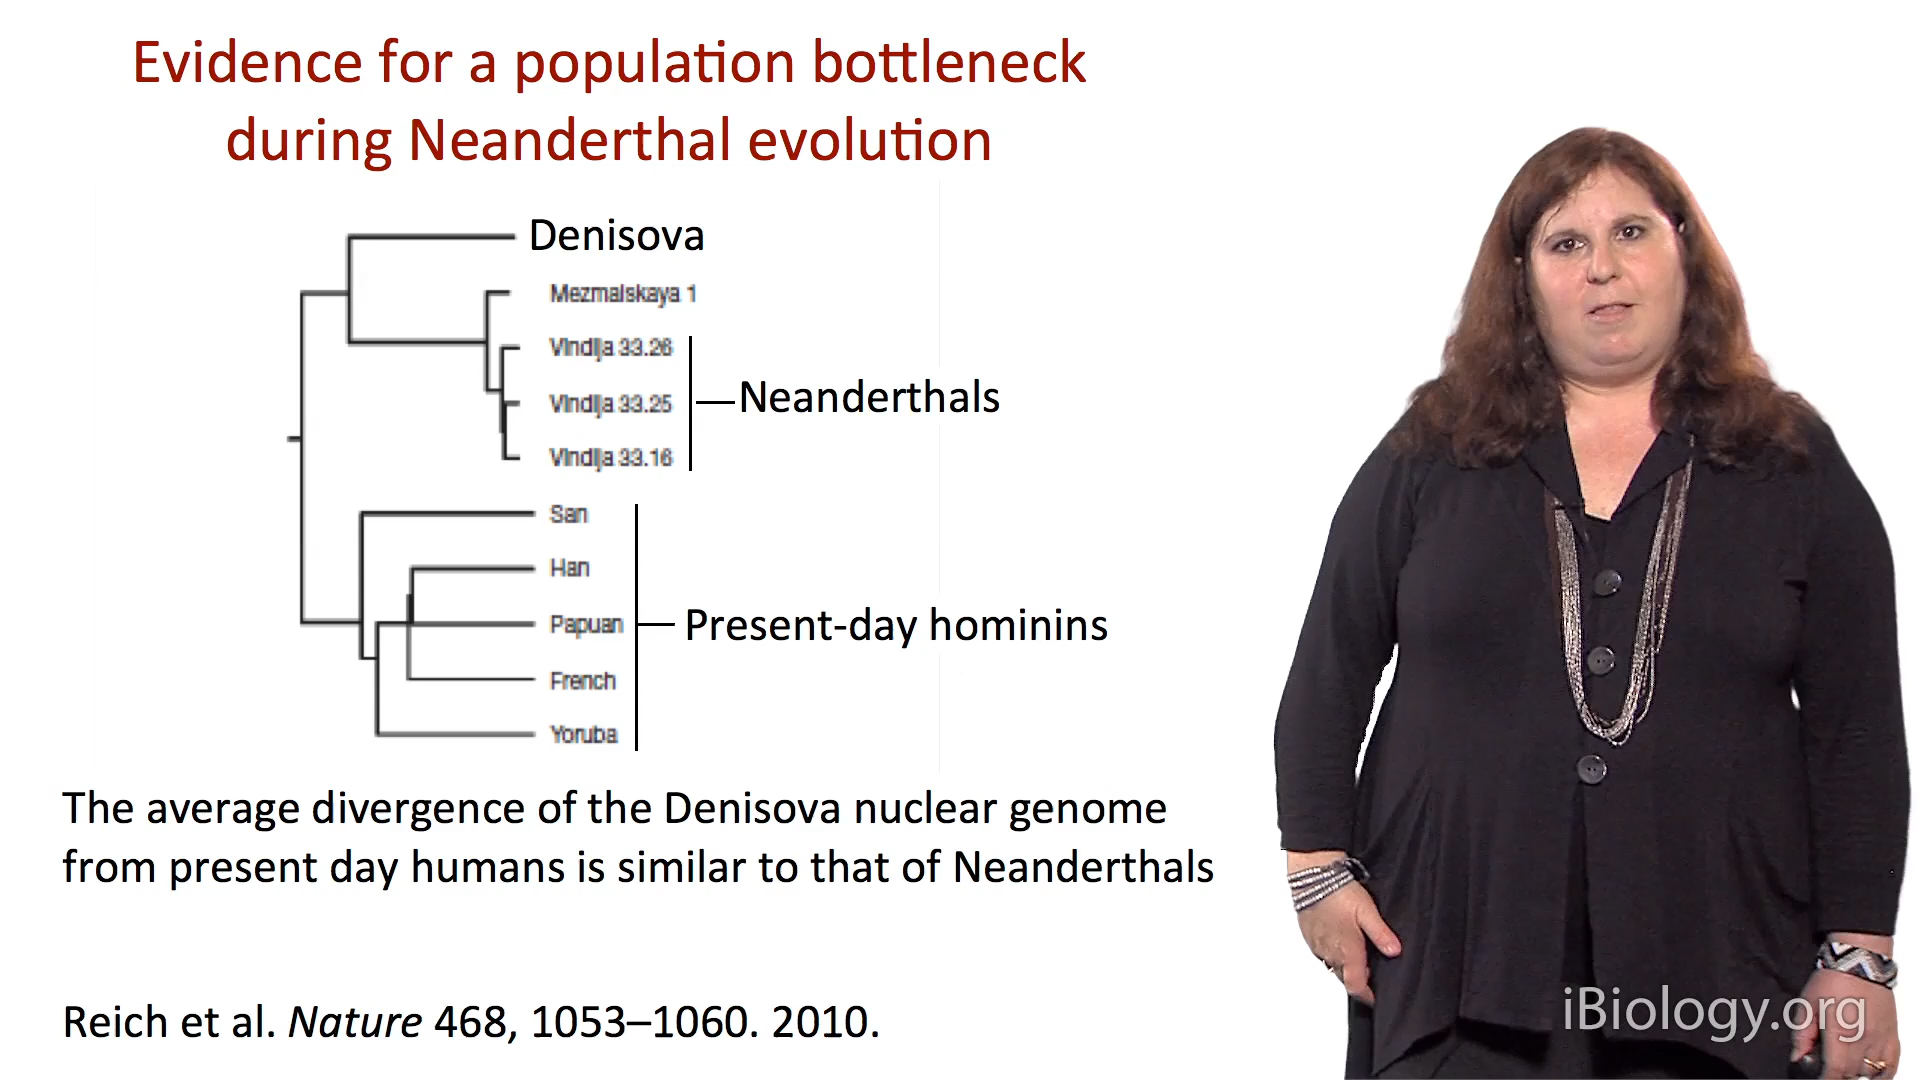 Evidence for a population bottleneck
during Neanderthal evolution
Denisova
Mezmaiskaya 1
Vindija 33.26
Vindija 33.25
Vindija 33.16
Neanderthals
San
Han
Papuan
French
Yoruba
Present-day hominins
The average divergence of the Denisova nuclear genome
from present day humans is similar to that of Neanderthals
Reich et al. Nature 468, 1053–1060. 2010.
iBiology.org